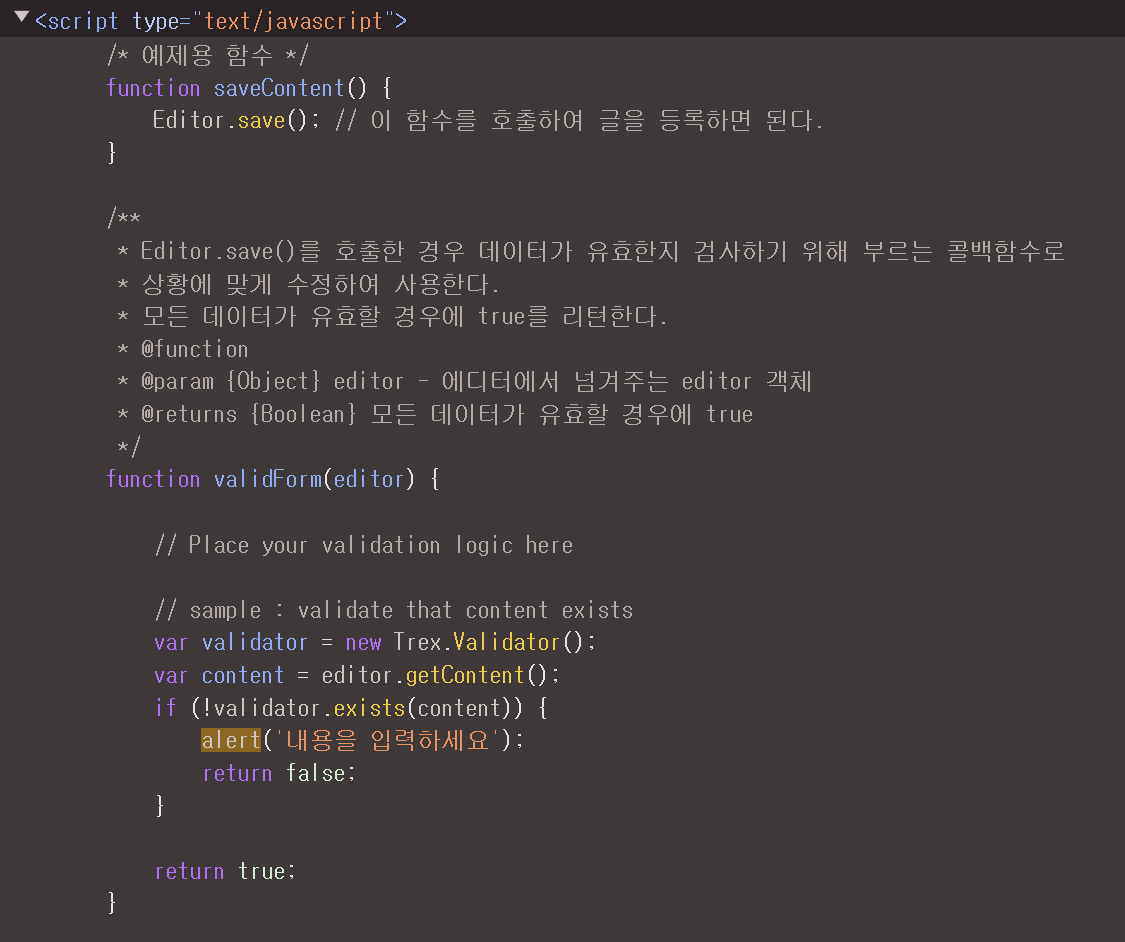 ▼<script type="text/javascript">
/* 예제용 함수 */
function saveContent() {
Editor.save(); // 이 함수를 호출하여 글을 등록하면 된다.
}
/**
* Editor.save()를 호출한 경우 데이터가 유효한지 검사하기 위해 부르는 콜백함수로
* 상황에 맞게 수정하여 사용한다.
* 모든 데이터가 유효할 경우에 true를 리턴한다.
* @function
* @param {Object} editor - 에디터에서 넘겨주는 editor 객체
* @returns {Boolean} 모든 데이터가 유효할 경우에 true
*/
function validForm(editor) {
// Place your validation logic here
// sample : validate that content exists
var validator = new Trex.Validator();
var content = editor.getContent();
if (!validator.exists(content)) {
alert('내용을 입력하세요');
return false;
}
return true;
}